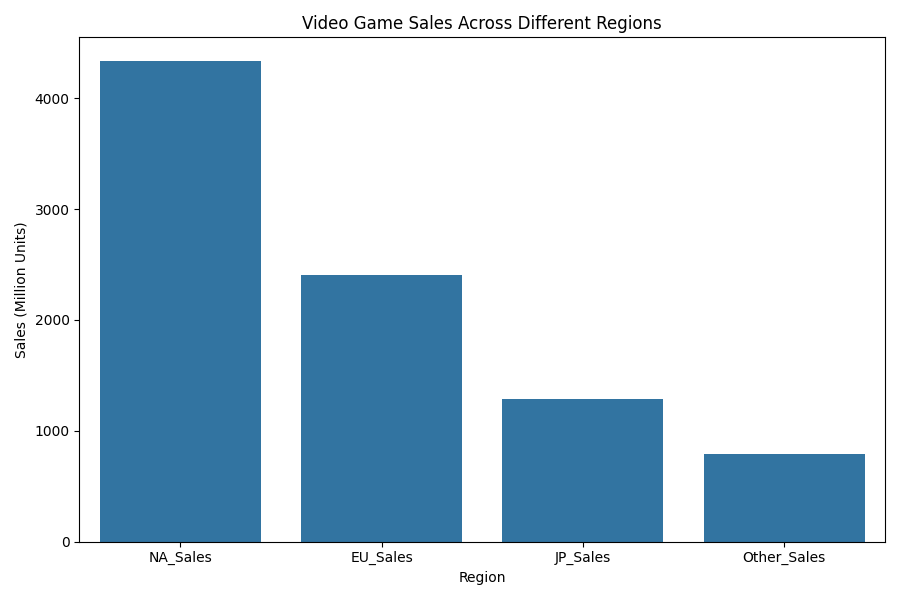 Video Game Sales Across Different Regions
Sales (Million Units)
4000
3000
2000
1000
0
NA_Sales
EU_Sales
JP_Sales
Other_Sales
Region